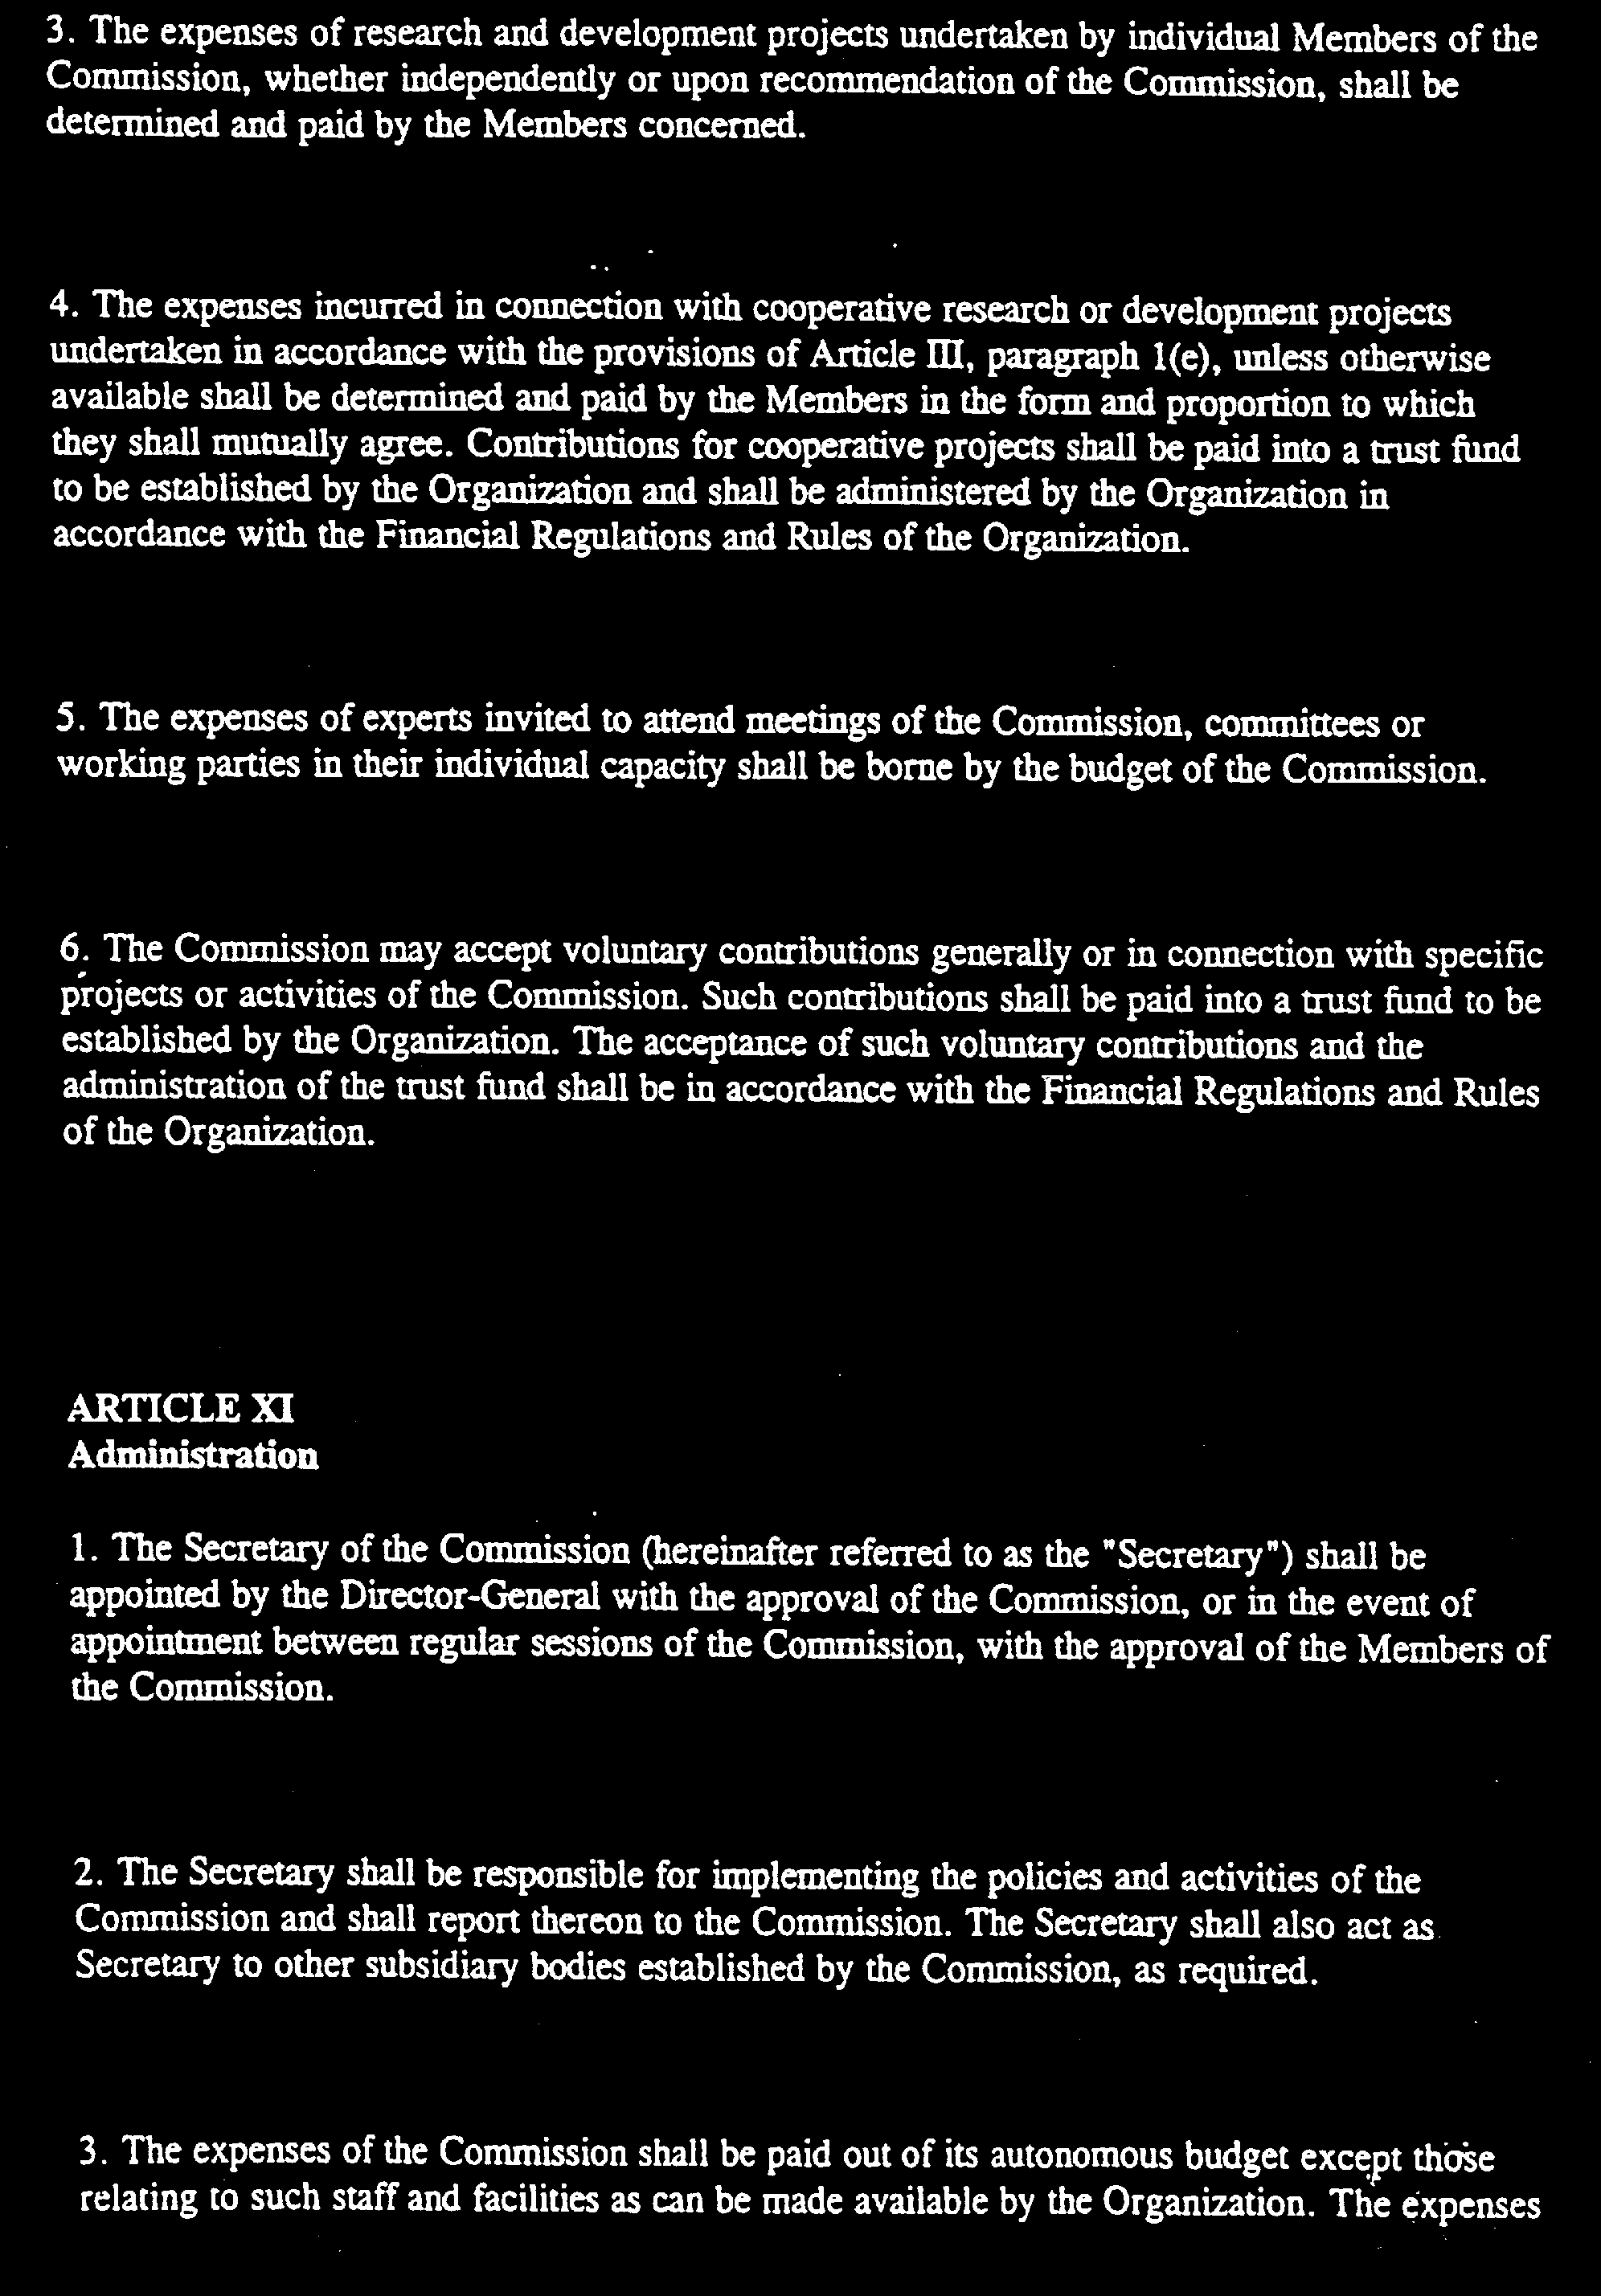 3. The expenses of research and development projects undertaken by individual Members of the
Commission, whether independently or upon recommendation of the Commission, shall be
determined and paid by the Members concerned.
4. The expenses incurred in connection with cooperative research or development projects
undertaken in accordance with the provisions of Article III, paragraph 1(e), unless otherwise
available shall be determined and paid by the Members in the form and proportion to which
they shall mutually agree. Contributions for cooperative projects shall be paid into a trust fund
to be established by the Organization and shall be administered by the Organization in
accordance with the Financial Regulations and Rules of the Organization.
5. The expenses of experts invited to attend meetings of the Commission, committees or
working parties in their individual capacity shall be borne by the budget of the Commission.
6. The Commission may accept voluntary contributions generally or in connection with specific
projects or activities of the Commission. Such contributions shall be paid into a trust fund to be
established by the Organization. The acceptance of such voluntary contributions and the
administration of the trust fund shall be in accordance with the Financial Regulations and Rules
of the Organization.
ARTICLE XI
Administration
1. The Secretary of the Commission (hereinafter referred to as the "Secretary") shall be
appointed by the Director-General with the approval of the Commission, or in the event of
appointment between regular sessions of the Commission, with the approval of the Members of
the Commission.
2. The Secretary shall be responsible for implementing the policies and activities of the
Commission and shall report thereon to the Commission. The Secretary shall also act as
Secretary to other subsidiary bodies established by the Commission, as required.
3. The expenses of the Commission shall be paid out of its autonomous budget except those
relating to such staff and facilities as can be made available by the Organization. The expenses